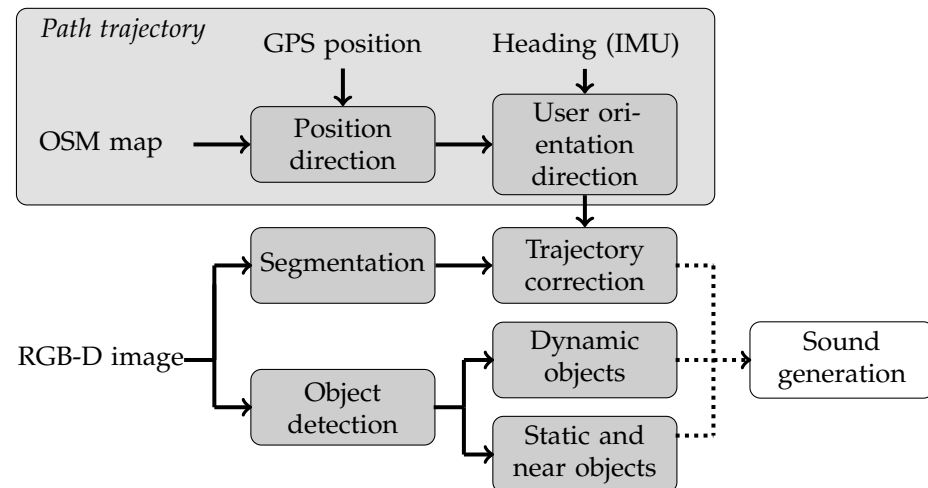 Path trajectory
GPS position
Heading (IMU)
OSM map
Position
direction
User ori-
entation
direction
Segmentation
Trajectory
correction
RGB-D image
Object
detection
Dynamic
objects
Static and
near objects
Sound
generation